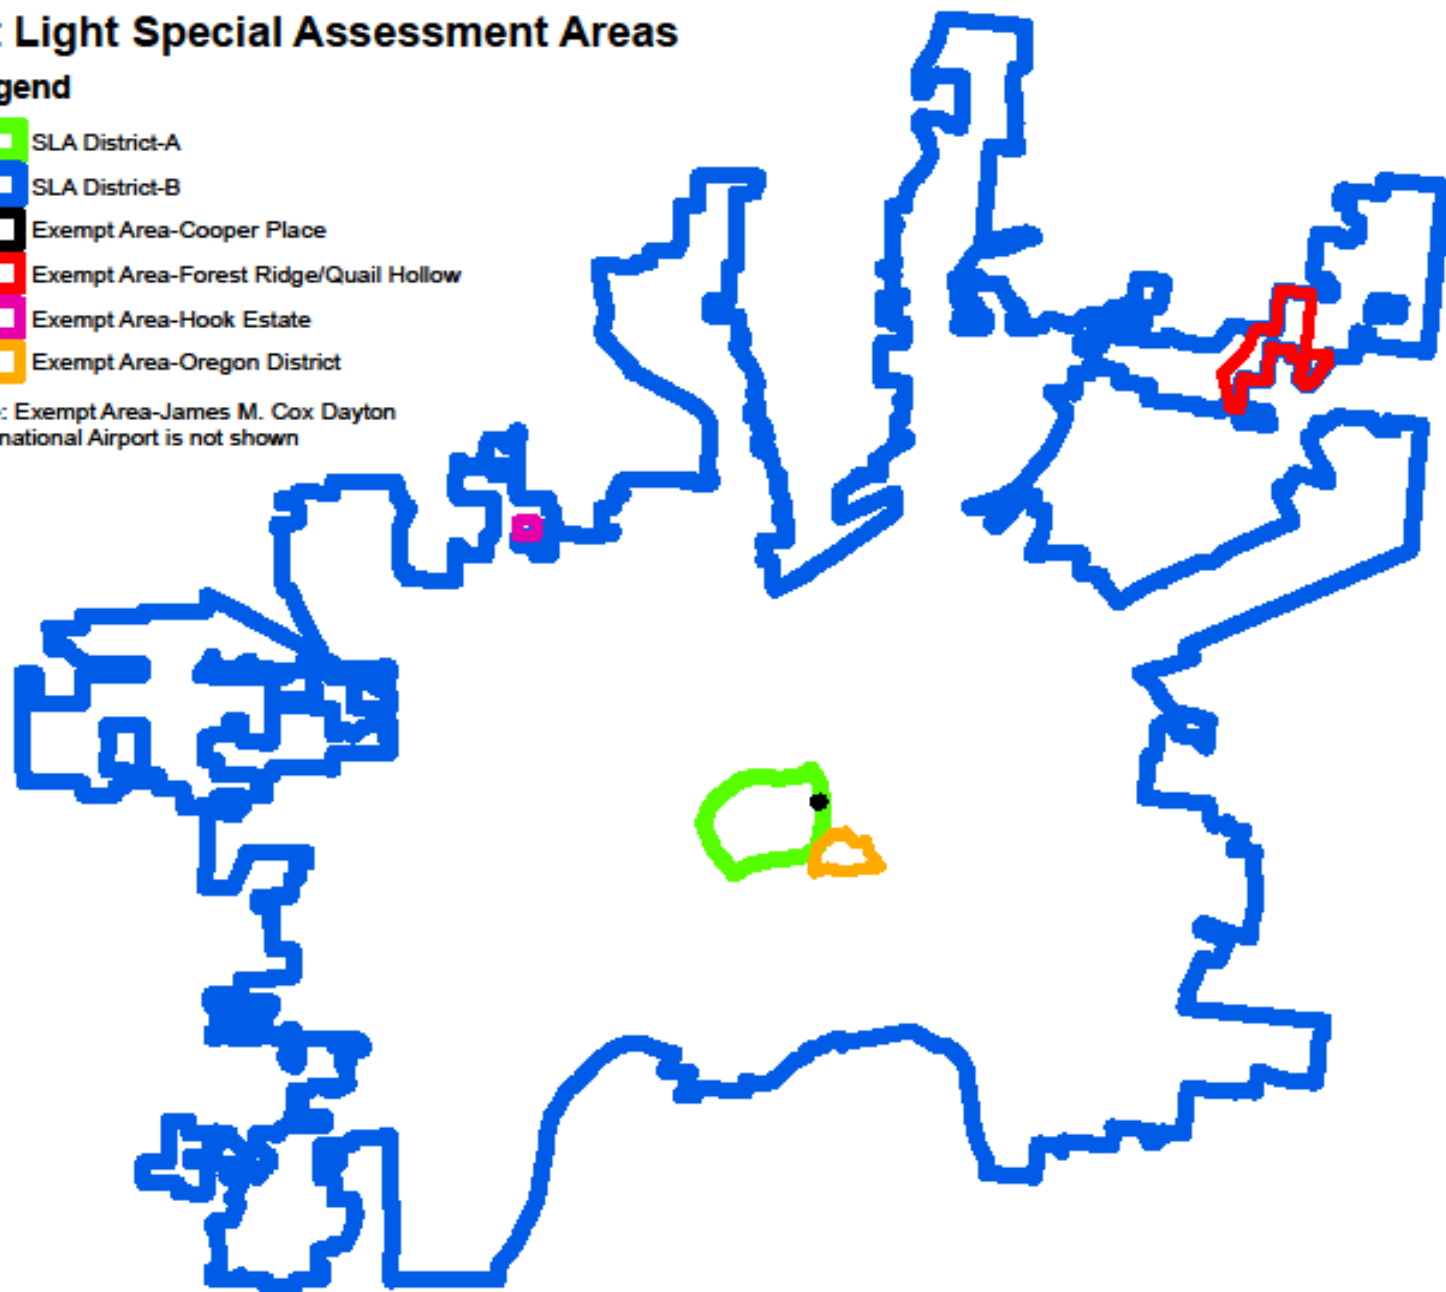 t Light Special Assessment Areas
gend
SLA District-A
SLA District-B
Exempt Area-Cooper Place
Exempt Area-Forest Ridge/Quail Hollow
Exempt Area-Hook Estate
Exempt Area-Oregon District
e: Exempt Area-James M. Cox Dayton
national Airport is not shown